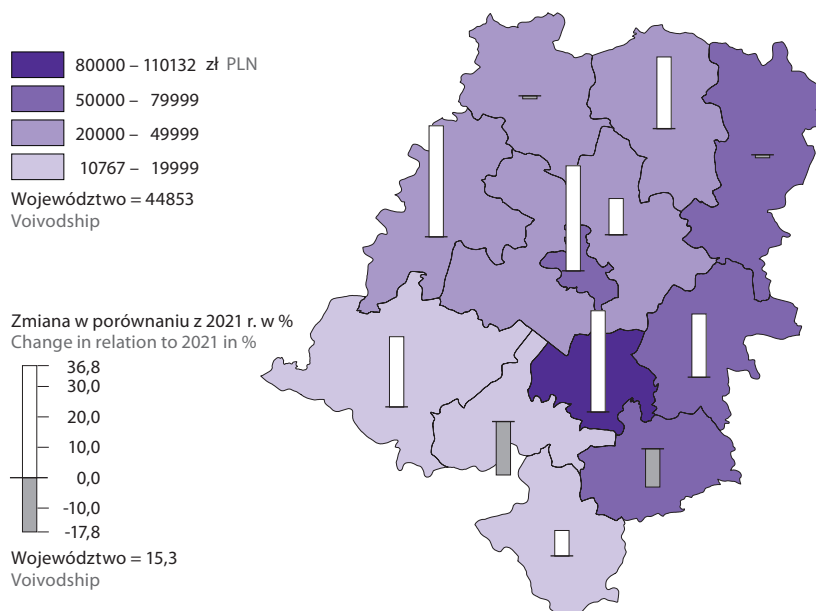 80000 – 110132 zł PLN
50000 – 79999
20000 – 49999
10767 – 19999
Województwo = 44853
Voivodship
Zmiana w porównaniu z 2021 r. w %
Change in relation to 2021 in %
36,8
30,0
20,0
10,0
0,0
-10,0
-17,8
Województwo = 15,3
Voivodship